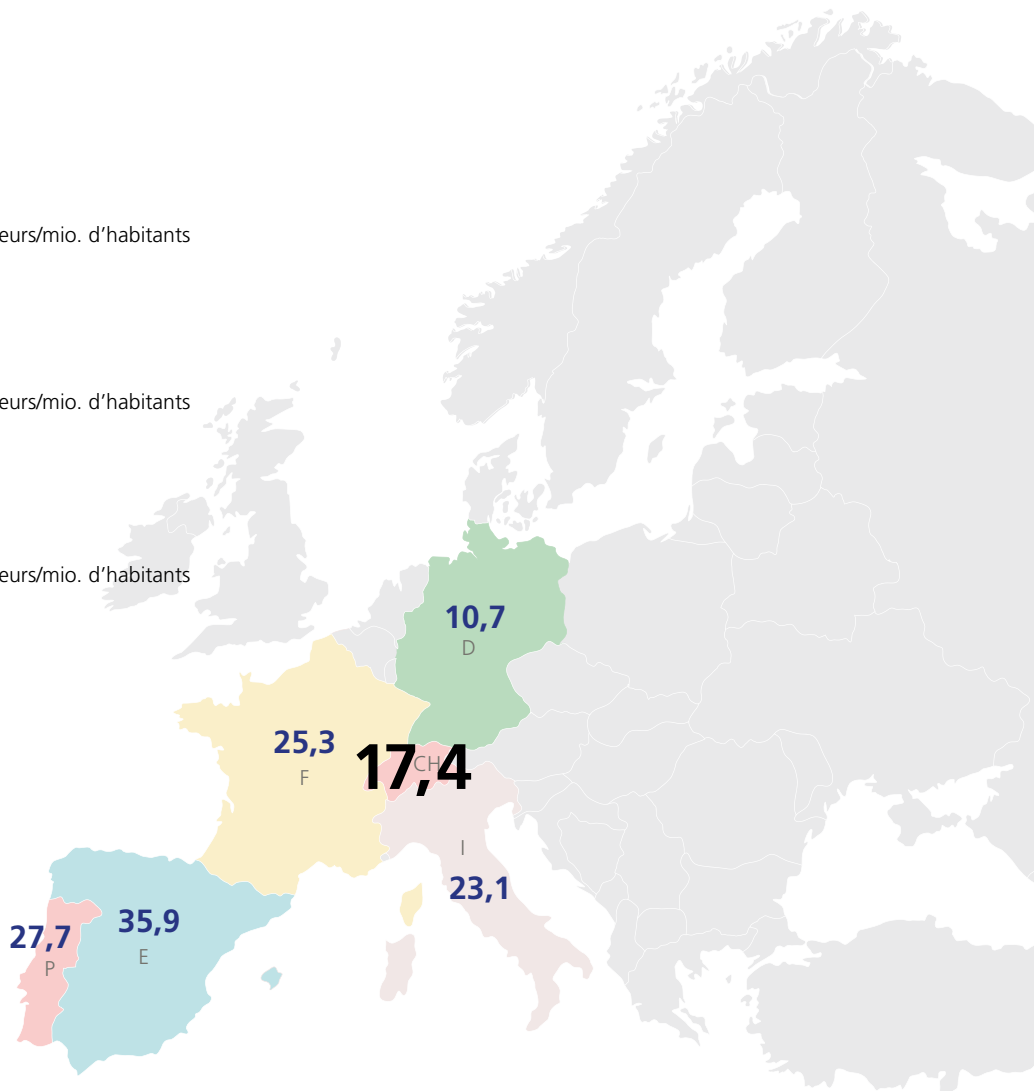 eurs/mio. d'habitants
eurs/mio. d'habitants
eurs/mio. d'habitants
10,7
D
25,3
F
17,4
CH
I
23,1
35,9
E
27,7
P